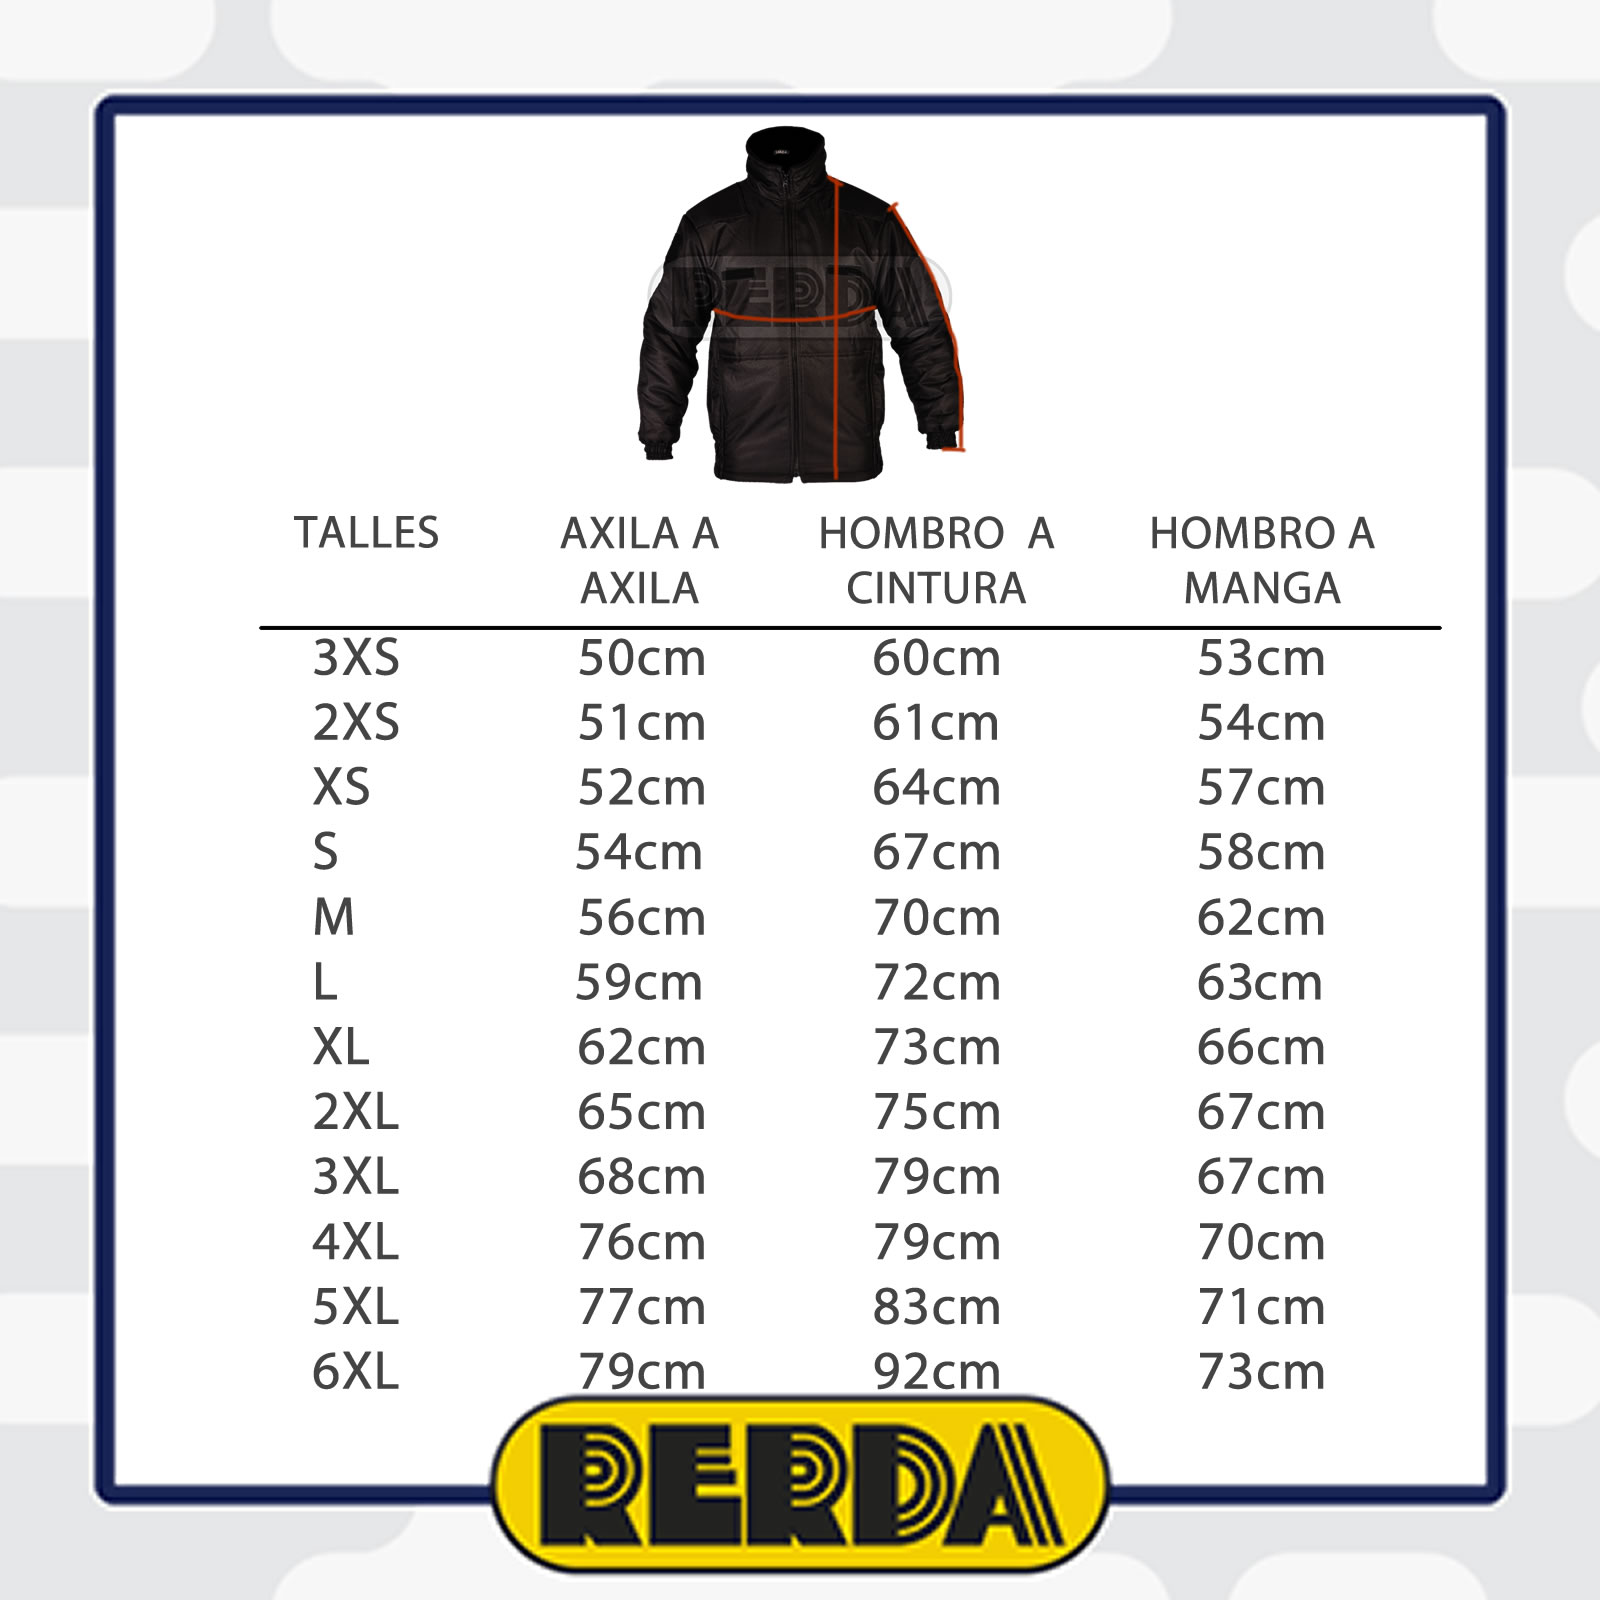 RERDA
TALLES AXILA A HOMBRO A HOMBRO A
AXILA CINTURA MANGA
3XS 50cm 60cm 53cm
2XS 51cm 61cm 54cm
XS 52cm 64cm 57cm
S 54cm 67cm 58cm
M 56cm 70cm 62cm
L 59cm 72cm 63cm
XL 62cm 73cm 66cm
2XL 65cm 75cm 67cm
3XL 68cm 79cm 67cm
4XL 76cm 79cm 70cm
5XL 77cm 83cm 71cm
6XL 79cm 92cm 73cm
RERDA